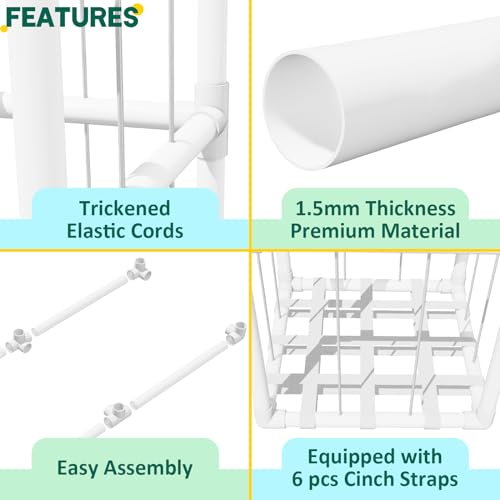 FEATURES
Trickened
Elastic Cords
1.5mm Thickness
Premium Material
Easy Assembly
Equipped with
6 pcs Cinch Straps